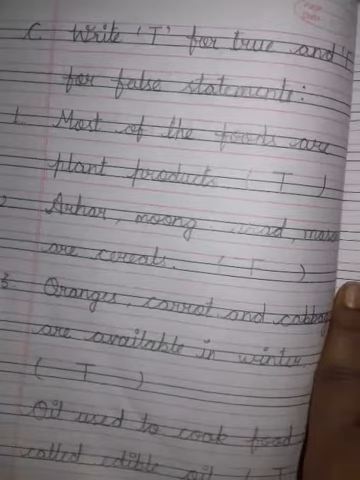 C. Write 'T' for true and 'F'
for false statements:
1. Most of the foods are
plant products. ( T )
2 Arhar, moong, urad,
are cereals. ( T )
3. Oranges, carrot and cabbage
are available in winter.
( T )
Oil used to cook food
called edible oil ( T